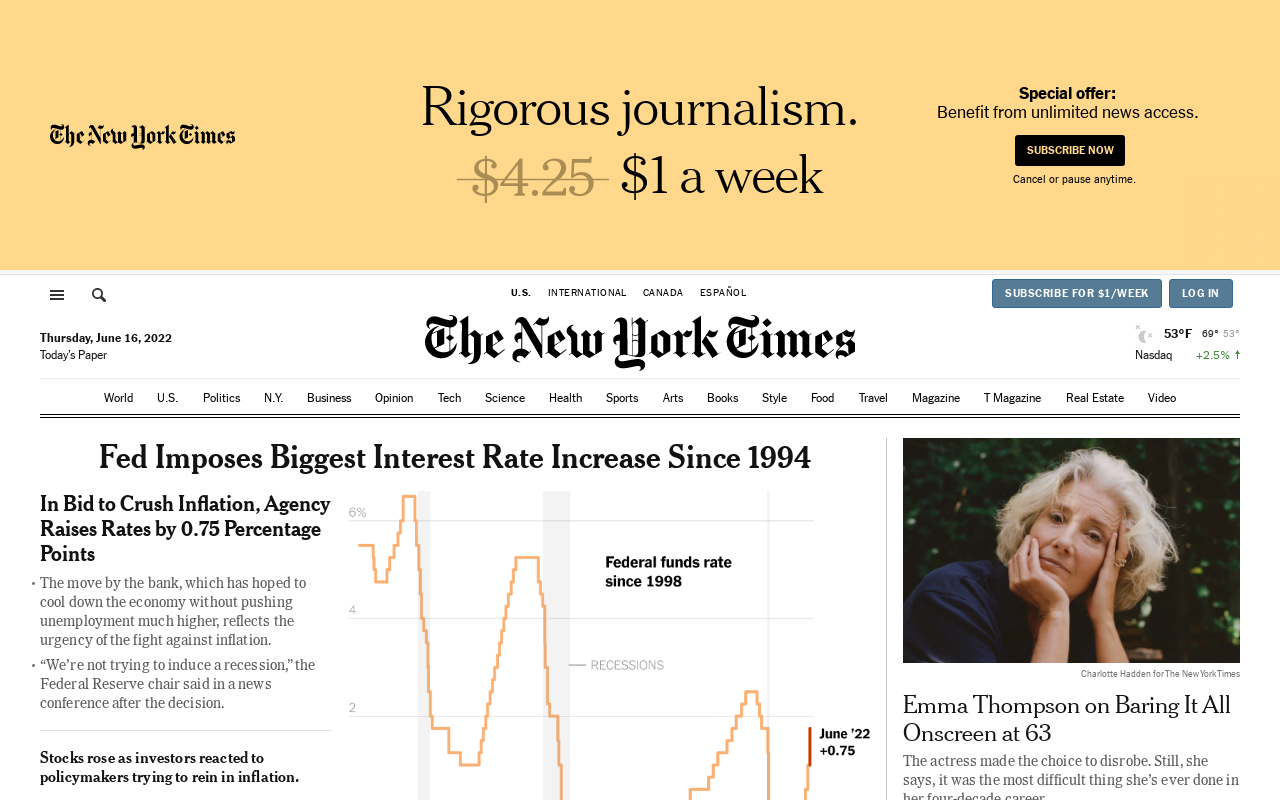 The New York Times
Rigorous journalism.
$4.25 $1 a week
Special offer:
Benefit from unlimited news access.
SUBSCRIBE NOW
Cancel or pause anytime.
U.S. INTERNATIONAL CANADA ESPAÑOL
SUBSCRIBE FOR $1/WEEK LOG IN
Thursday, June 16, 2022
Today's Paper
The New York Times
53°F 69° 53°
Nasdaq +2.5% ↑
World U.S. Politics N.Y. Business Opinion Tech Science Health Sports Arts Books Style Food Travel Magazine T Magazine Real Estate Video
Fed Imposes Biggest Interest Rate Increase Since 1994
In Bid to Crush Inflation, Agency
Raises Rates by 0.75 Percentage
Points
• The move by the bank, which has hoped to
cool down the economy without pushing
unemployment much higher, reflects the
urgency of the fight against inflation.
• “We’re not trying to induce a recession,” the
Federal Reserve chair said in a news
conference after the decision.
Stocks rose as investors reacted to
policymakers trying to rein in inflation.
6%
4
2
Federal funds rate
since 1998
RECESSIONS
June ’22
+0.75
Charlotte Hadden for The New York Times
Emma Thompson on Baring It All
Onscreen at 63
The actress made the choice to disrobe. Still, she
says, it was the most difficult thing she’s ever done in
her four-decade career.